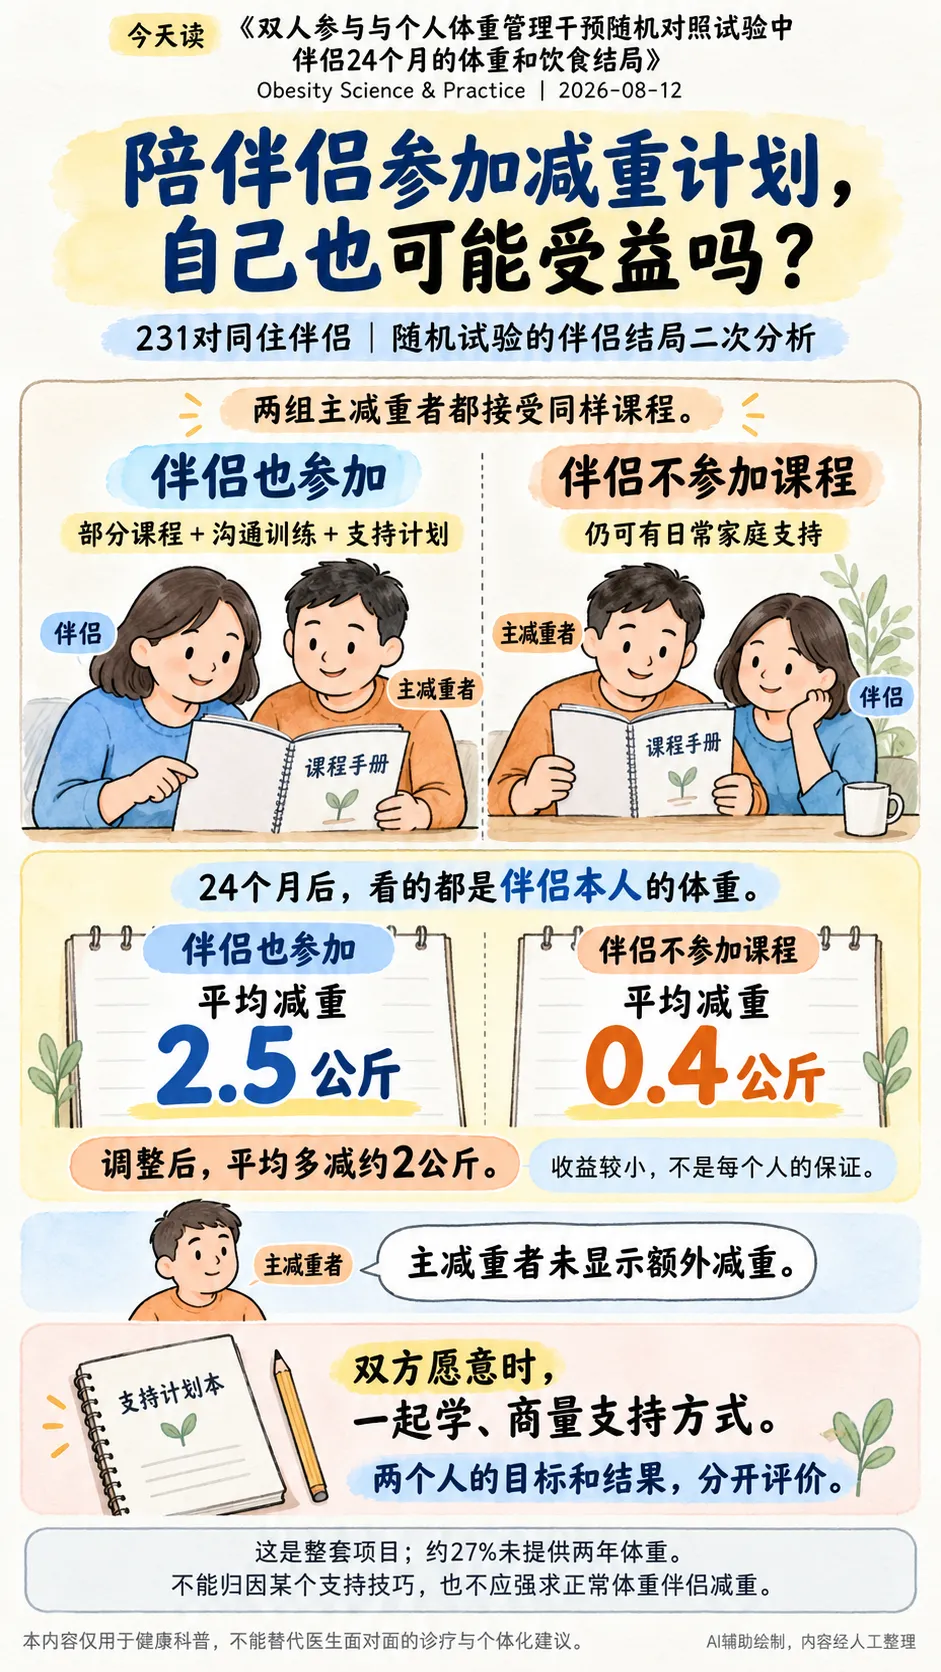 今天读
《双人参与与个人体重管理干预随机对照试验中
伴侣24个月的体重和饮食结局》
Obesity Science & Practice | 2026-08-12
陪伴侣参加减重计划，
自己也可能受益吗？
231对同住伴侣｜随机试验的伴侣结局二次分析
两组主减重者都接受同样课程。
伴侣也参加
部分课程+沟通训练+支持计划
伴侣
主减重者
课程手册
伴侣不参加课程
仍可有日常家庭支持
主减重者
伴侣
课程手册
24个月后，看的都是伴侣本人的体重。
伴侣也参加
平均减重
2.5公斤
伴侣不参加课程
平均减重
0.4公斤
调整后，平均多减约2公斤。
收益较小，不是每个人的保证。
主减重者
主减重者未显示额外减重。
支持计划本
双方愿意时，
一起学、商量支持方式。
两个人的目标和结果，分开评价。
这是整套项目；约27%未提供两年体重。
不能归因某个支持技巧，也不应强求正常体重伴侣减重。
本内容仅用于健康科普，不能替代医生面对面的诊疗与个体化建议。
AI辅助绘制，内容经人工整理